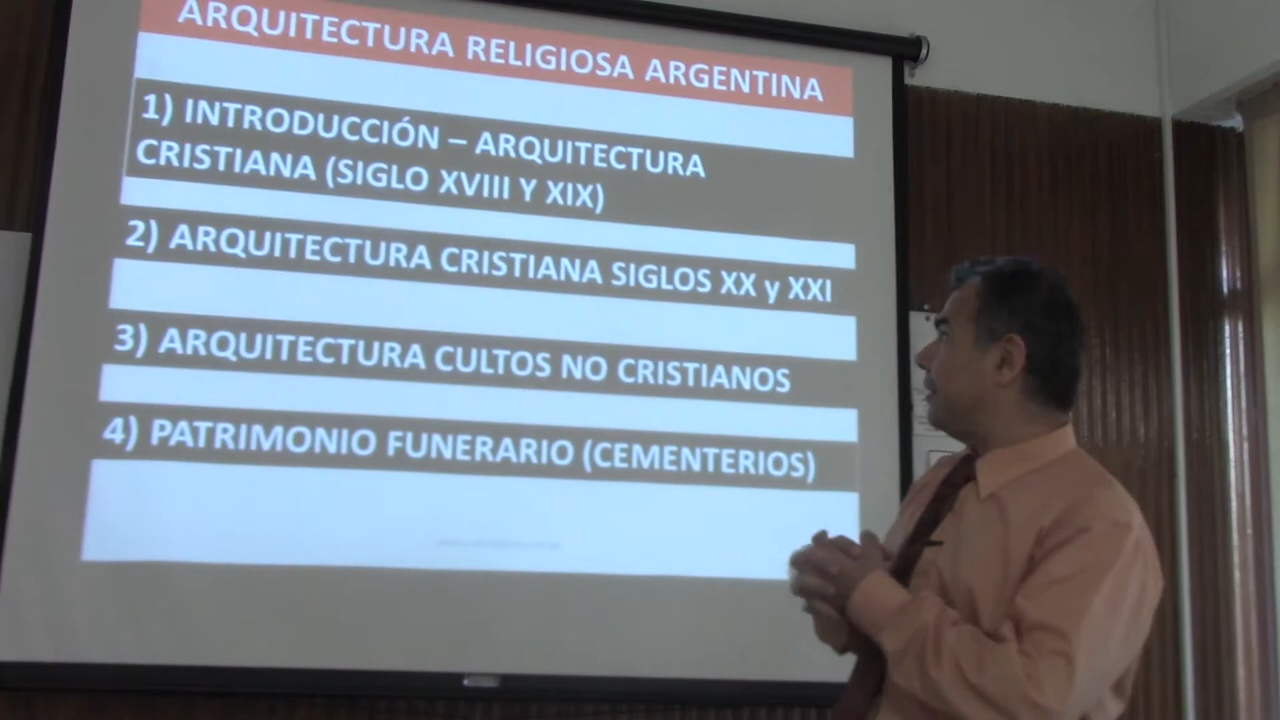 ARQUITECTURA RELIGIOSA ARGENTINA
1) INTRODUCCIÓN – ARQUITECTURA
CRISTIANA (SIGLO XVIII Y XIX)
2) ARQUITECTURA CRISTIANA SIGLOS XX y XXI
3) ARQUITECTURA CULTOS NO CRISTIANOS
4) PATRIMONIO FUNERARIO (CEMENTERIOS)